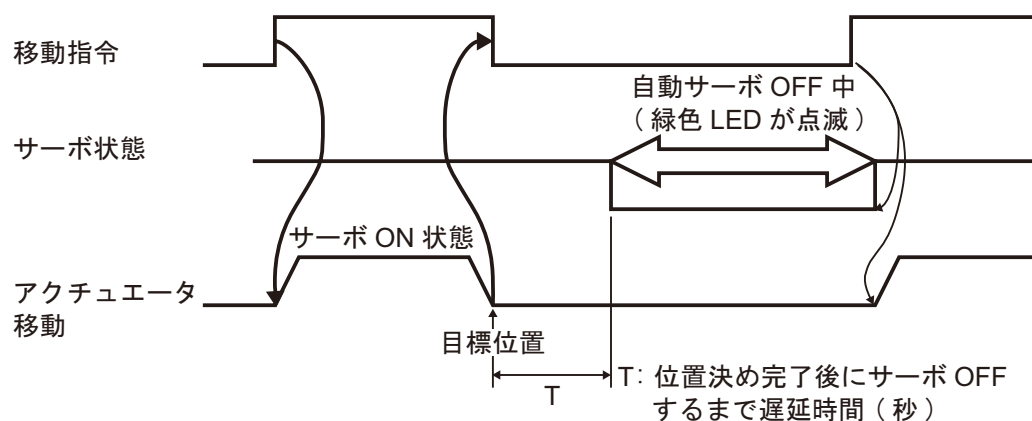 移動指令
自動サーボ OFF 中
（ 緑色 LED が点滅 ）
サーボ状態
サーボ ON 状態
アクチュエータ
移動
目標位置
T
T： 位置決め完了後にサーボ OFF
するまで遅延時間（ 秒 ）